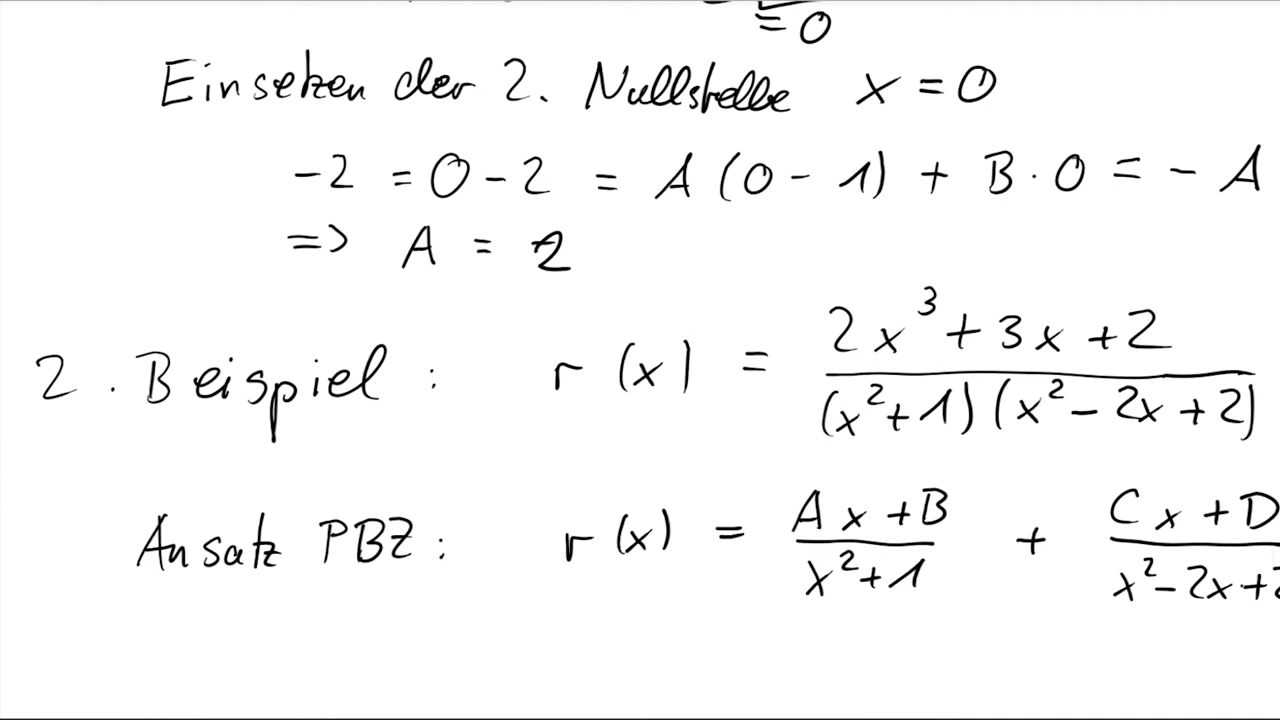 = 0
Einsetzen der 2. Nullstelle x = 0
-2 = 0 - 2 = A (0 - 1) + B · 0 = - A
=> A = 2
2. Beispiel : r (x) = (2x³ + 3x + 2) / ((x² + 1) (x² - 2x + 2))
Ansatz PBZ : r (x) = (Ax + B) / (x² + 1) + (Cx + D) / (x² - 2x + 2